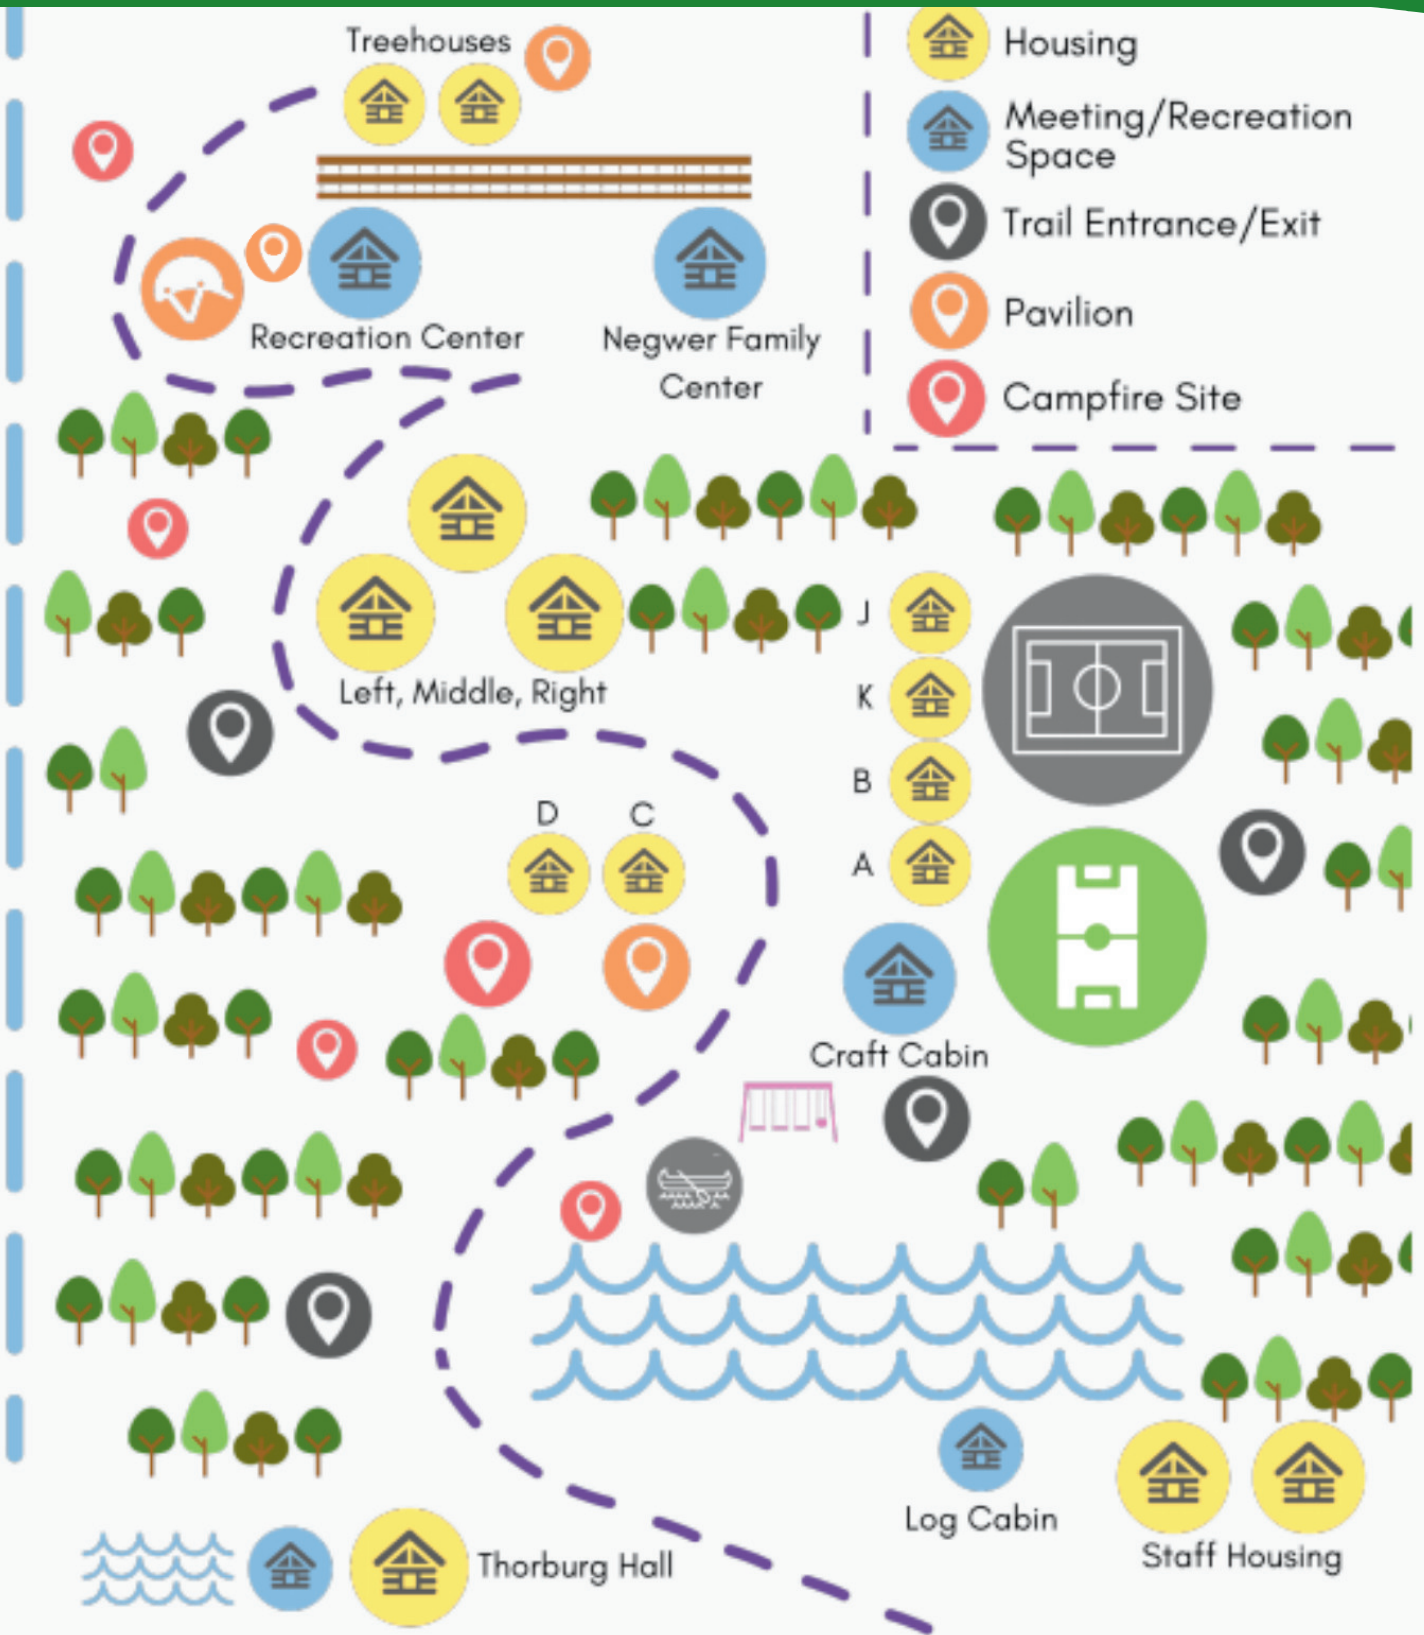 Treehouses
Housing
Meeting/Recreation
Space
Trail Entrance/Exit
Pavilion
Campfire Site
Recreation Center
Negwer Family
Center
Left, Middle, Right
J
K
B
A
D
C
Craft Cabin
Log Cabin
Staff Housing
Thorburg Hall